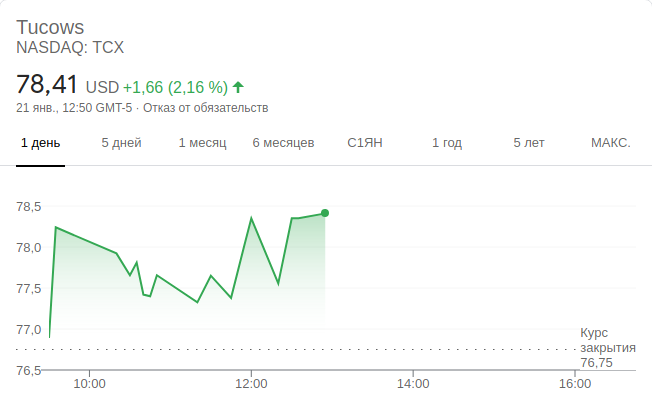 Tucows
NASDAQ: TCX
78,41 USD +1,66 (2,16 %)
21 янв., 12:50 GMT-5 · Отказ от обязательств
1 день 5 дней 1 месяц 6 месяцев С1ЯН 1 год 5 лет МАКС.
78,5
78,0
77,5
77,0
Курс
закрытия
76,75
76,5
10:00 12:00 14:00 16:00